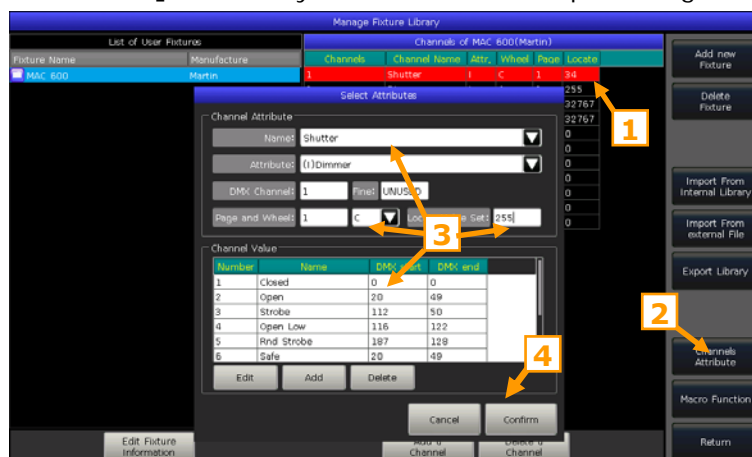 Manage Fixture Library
List of User Fixtures
Channels of MAC 600(Martin)
Fixture Name Manufacture
Channels Channel Name Attr. Wheel Page Locate
MAC 600 Martin
1 Shutter I C 1 34
255
32767
32767
0
0
0
0
0
0
0
Select Attributes
Channel Attribute
Name: Shutter
Attribute: (I)Dimmer
DMX Channel: 1 Fine: UNUSED
Page and Wheel: 1 C Set: 255
Channel Value
Number Name DMX start DMX end
1 Closed 0 0
2 Open 20 49
3 Strobe 112 50
4 Open Low 116 122
5 Rnd Strobe 187 128
6 Safe 20 49
Edit Add Delete
Cancel Confirm
Edit Fixture
Information
Add a
Channel
Delete a
Channel
Add new
Fixture
Delete
Fixture
Import From
Internal Library
Import From
external File
Export Library
Channels
Attribute
Macro Function
Return
1
2
3
4